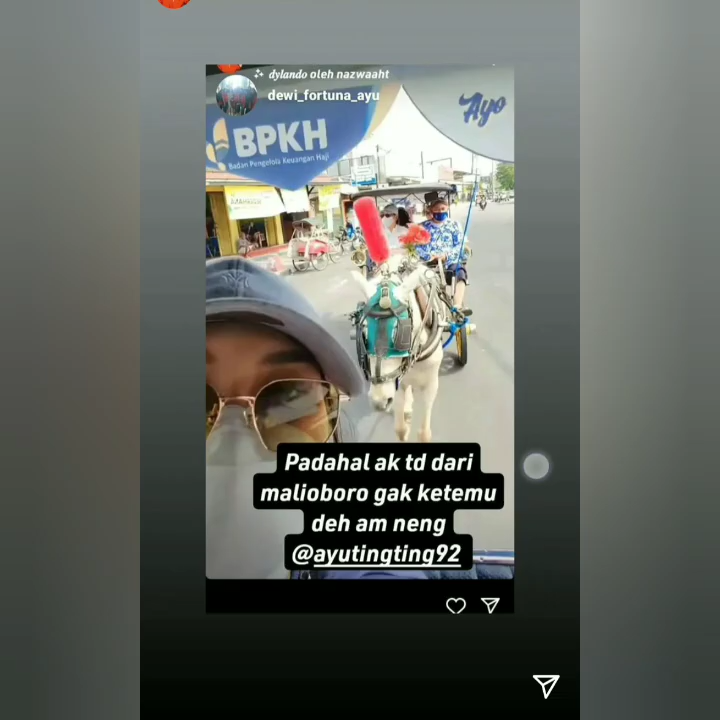 dylando oleh nazwaaht
dewi_fortuna_ayu
Ayo
BPKH
Badan Pengelola Keuangan Haji
Padahal ak td dari
malioboro gak ketemu
deh am neng
@ayutingting92